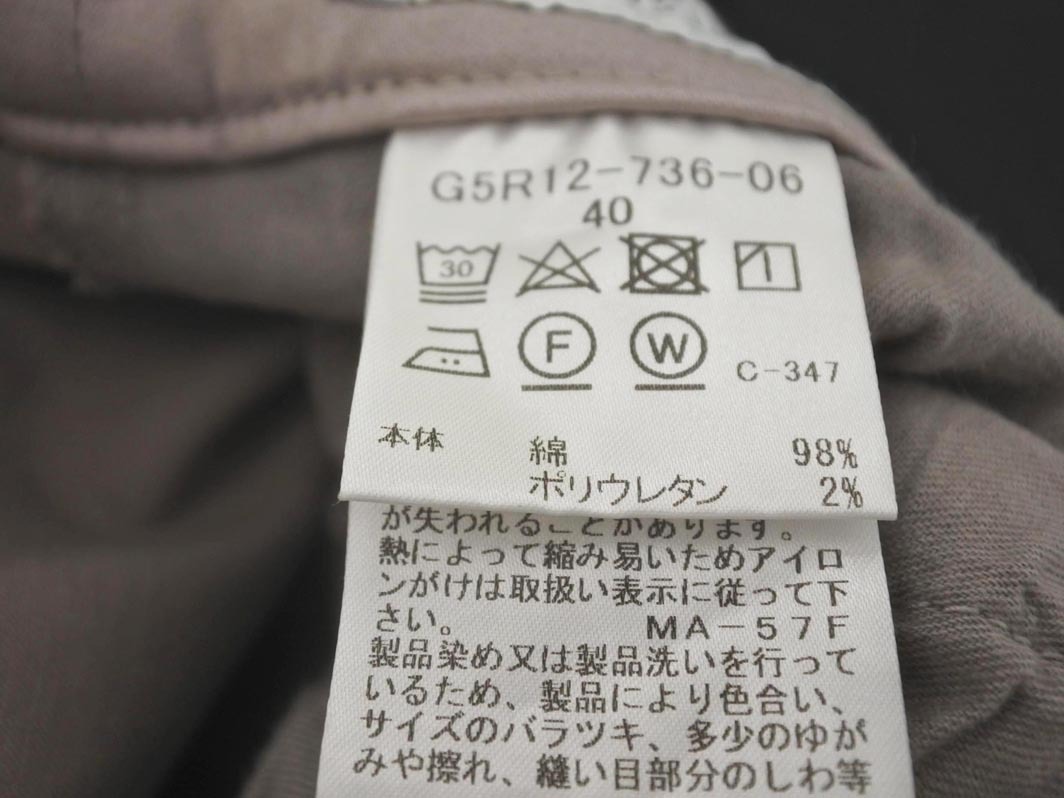 G5R12-736-06
40
30
F W C-347
本体 綿 98%
ポリウレタン 2%
が失われることがあります。
熱によって縮み易いためアイロ
ンがけは取扱い表示に従って下
さい。 MA-57F
製品染め又は製品洗いを行って
いるため、製品により色合い、
サイズのバラツキ、多少のゆが
みや擦れ、縫い目部分のしわ等